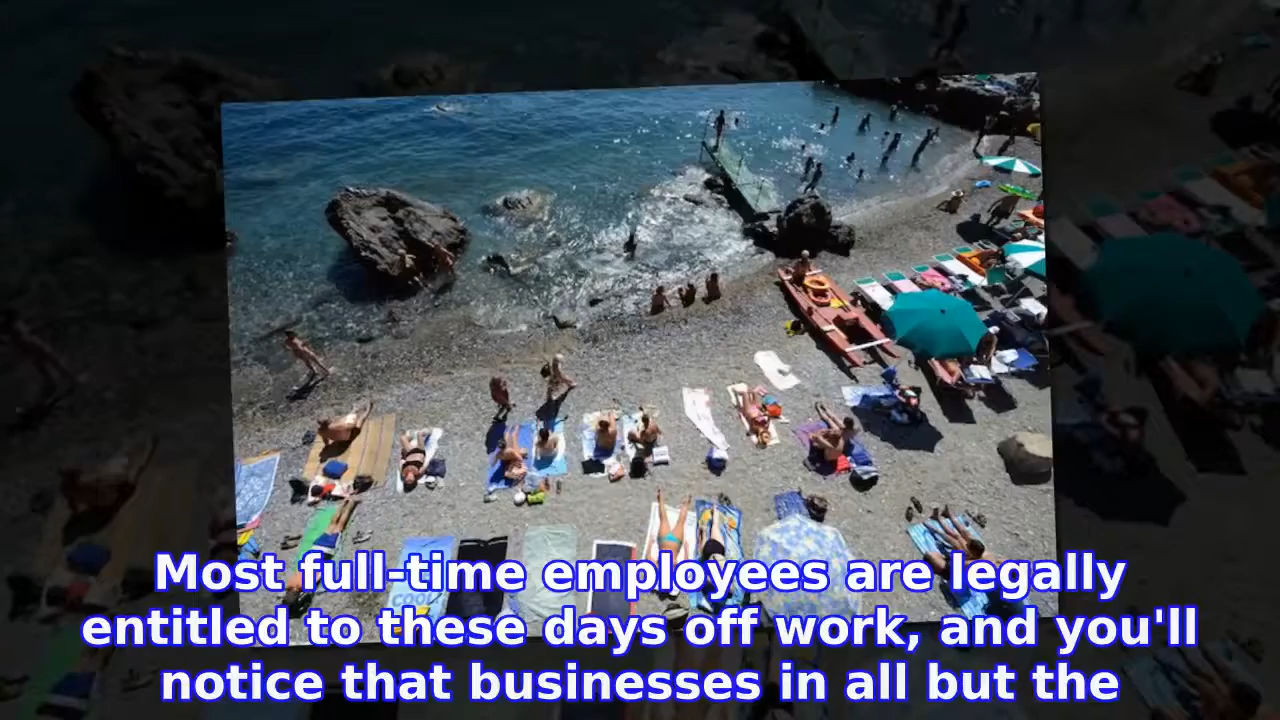 COOL
Most full-time employees are legally
entitled to these days off work, and you'll
notice that businesses in all but the